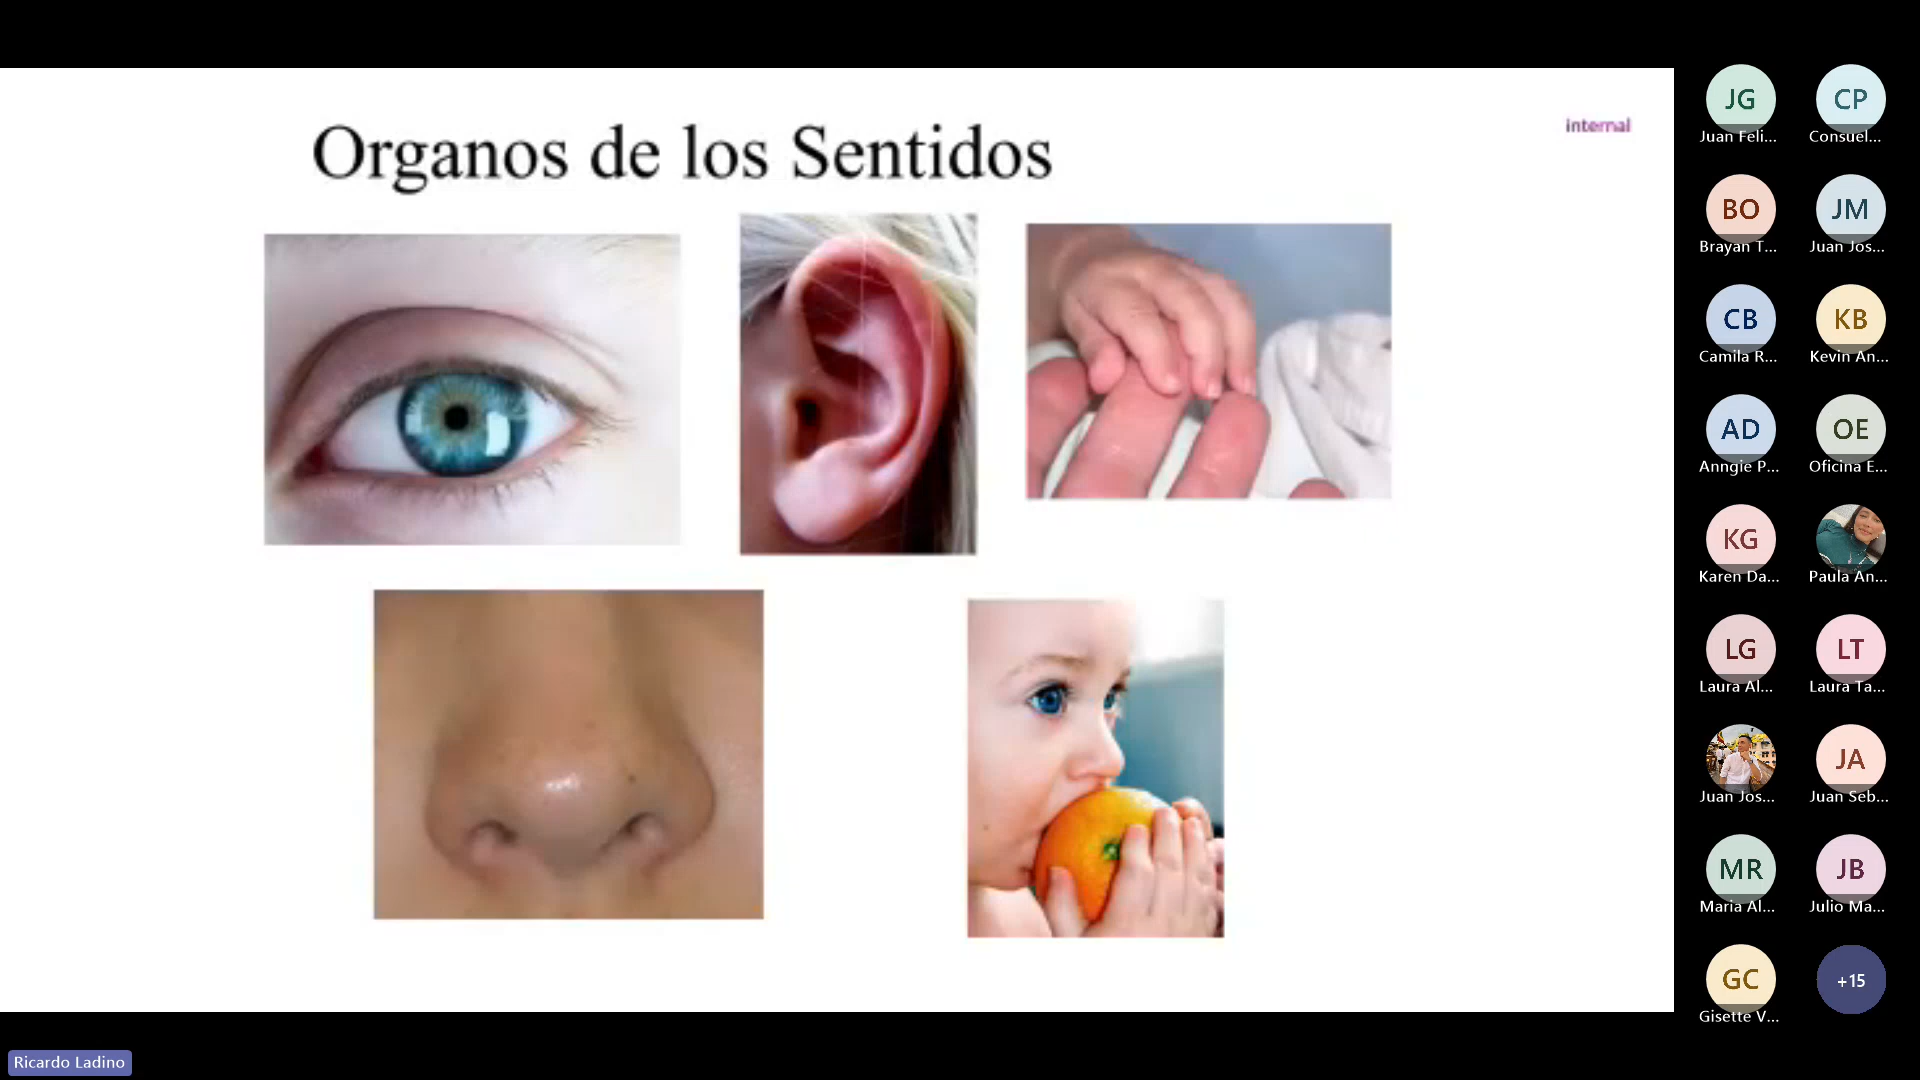 Organos de los Sentidos
internal
JG
Juan Feli...
CP
Consuel...
BO
Brayan T...
JM
Juan Jos...
CB
Camila R...
KB
Kevin An...
AD
Anngie P...
OE
Oficina E...
KG
Karen Da...
Paula An...
LG
Laura Al...
LT
Laura Ta...
Juan Jos...
JA
Juan Seb...
MR
Maria Al...
JB
Julio Ma...
GC
Gisette V...
+15
Ricardo Ladino